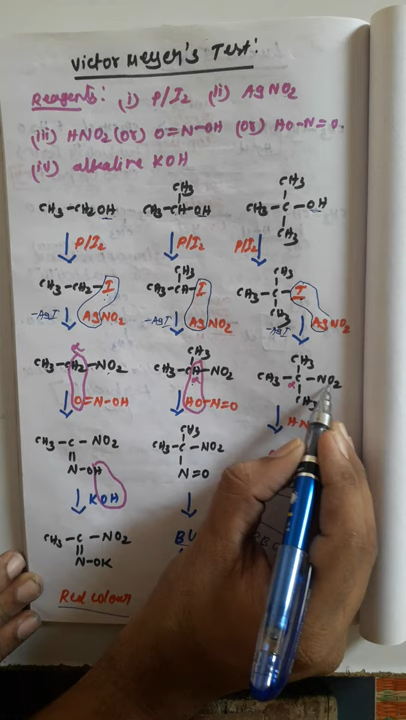 Victor Meyer's Test:
Reagents: (i) P/I2 (ii) AgNO2
(iii) HNO2 (or) O=N-OH (or) HO-N=O.
(iv) alkaline KOH
CH3 CH3
CH3-CH2OH CH3-CH-OH CH3-C-OH
CH3
P/I2 P/I2 P/I2
CH3 CH3
CH3-CH2-I CH3-CH-I CH3-C-I
CH3
-AgI AgNO2 -AgI AgNO2 -AgI AgNO2
α CH3 CH3
CH3-CH2-NO2 CH3-CH-NO2 CH3-C-NO2
α α
O=N-OH HO-N=O
CH3
CH3-C-NO2 CH3-C-NO2
N-OH N=O
KOH
CH3-C-NO2
N-OK
Red colour